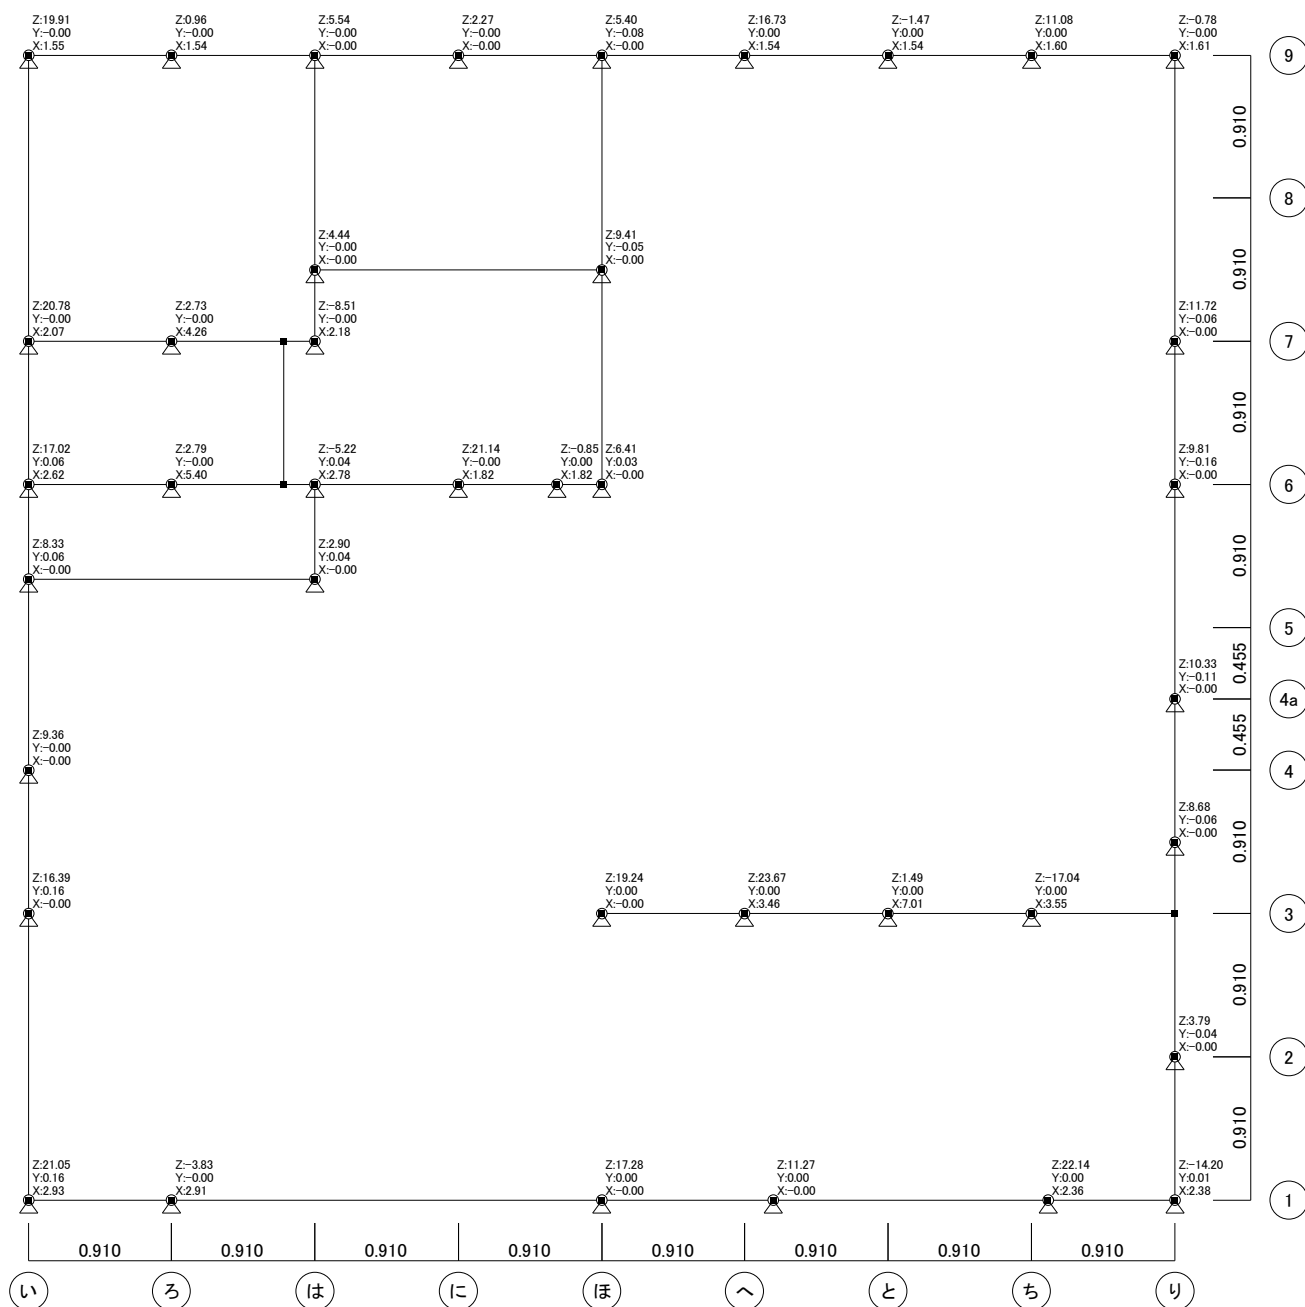 Z:19.91
Y:-0.00
X:1.55
Z:0.96
Y:-0.00
X:1.54
Z:5.54
Y:-0.00
X:-0.00
Z:2.27
Y:-0.00
X:-0.00
Z:5.40
Y:-0.08
X:-0.00
Z:16.73
Y:0.00
X:1.54
Z:-1.47
Y:0.00
X:1.54
Z:11.08
Y:0.00
X:1.60
Z:-0.78
Y:-0.00
X:1.61
9
0.910
8
Z:4.44
Y:-0.00
X:-0.00
Z:9.41
Y:-0.05
X:-0.00
0.910
Z:20.78
Y:-0.00
X:2.07
Z:2.73
Y:-0.00
X:4.26
Z:-8.51
Y:-0.00
X:2.18
Z:11.72
Y:-0.06
X:-0.00
7
0.910
Z:17.02
Y:0.06
X:2.62
Z:2.79
Y:-0.00
X:5.40
Z:-5.22
Y:0.04
X:2.78
Z:21.14
Y:-0.00
X:1.82
Z:-0.85
Y:0.00
X:1.82
Z:6.41
Y:0.03
X:-0.00
Z:9.81
Y:-0.16
X:-0.00
6
0.910
Z:8.33
Y:0.06
X:-0.00
Z:2.90
Y:0.04
X:-0.00
5
0.455
Z:10.33
Y:-0.11
X:-0.00
4a
0.455
Z:9.36
Y:-0.00
X:-0.00
4
0.910
Z:8.68
Y:-0.06
X:-0.00
Z:16.39
Y:0.16
X:-0.00
Z:19.24
Y:0.00
X:-0.00
Z:23.67
Y:0.00
X:3.46
Z:1.49
Y:0.00
X:7.01
Z:-17.04
Y:0.00
X:3.55
3
0.910
Z:3.79
Y:-0.04
X:-0.00
2
0.910
Z:21.05
Y:0.16
X:2.93
Z:-3.83
Y:-0.00
X:2.91
Z:17.28
Y:0.00
X:-0.00
Z:11.27
Y:0.00
X:-0.00
Z:22.14
Y:0.00
X:2.36
Z:-14.20
Y:0.01
X:2.38
1
0.910 0.910 0.910 0.910 0.910 0.910 0.910 0.910
い ろ は に ほ へ と ち り